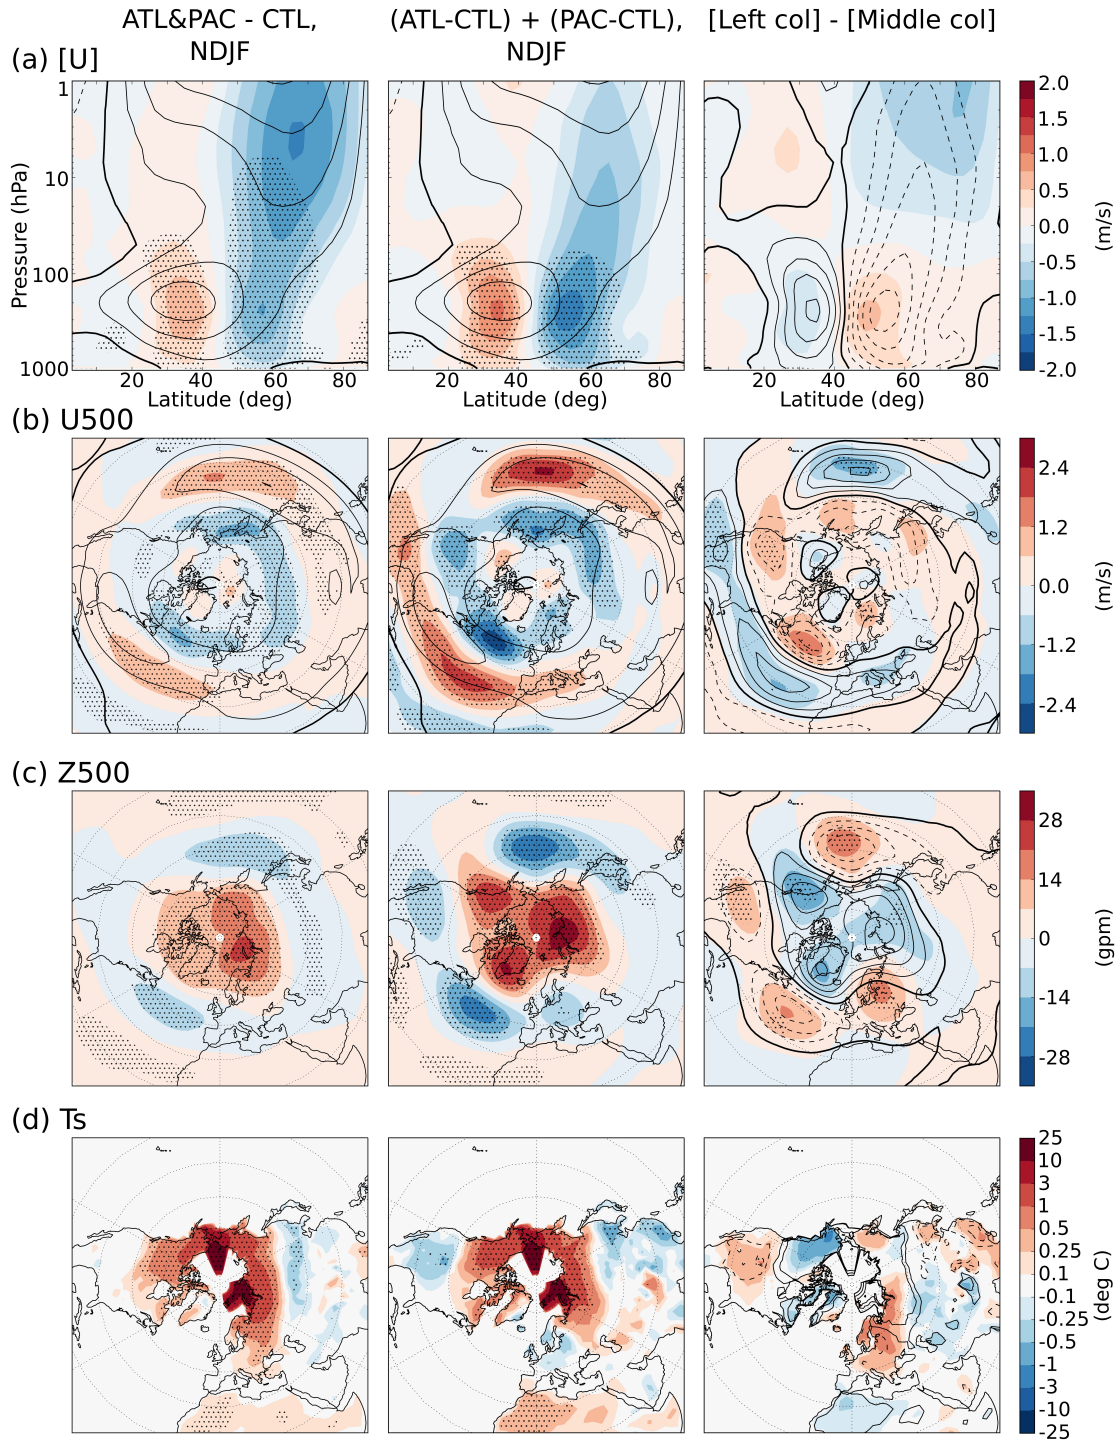 ATL&PAC - CTL,
NDJF
(ATL-CTL) + (PAC-CTL),
NDJF
[Left col] - [Middle col]
(a) [U]
1
10
100
1000
Pressure (hPa)
20 40 60 80
Latitude (deg)
20 40 60 80
Latitude (deg)
20 40 60 80
Latitude (deg)
2.0
1.5
1.0
0.5
0.0
-0.5
-1.0
-1.5
-2.0
(m/s)
(b) U500
2.4
1.2
0.0
-1.2
-2.4
(m/s)
(c) Z500
28
14
0
-14
-28
(gpm)
(d) Ts
25
10
3
1
0.5
0.25
0.1
-0.1
-0.25
-0.5
-1
-3
-10
-25
(deg C)